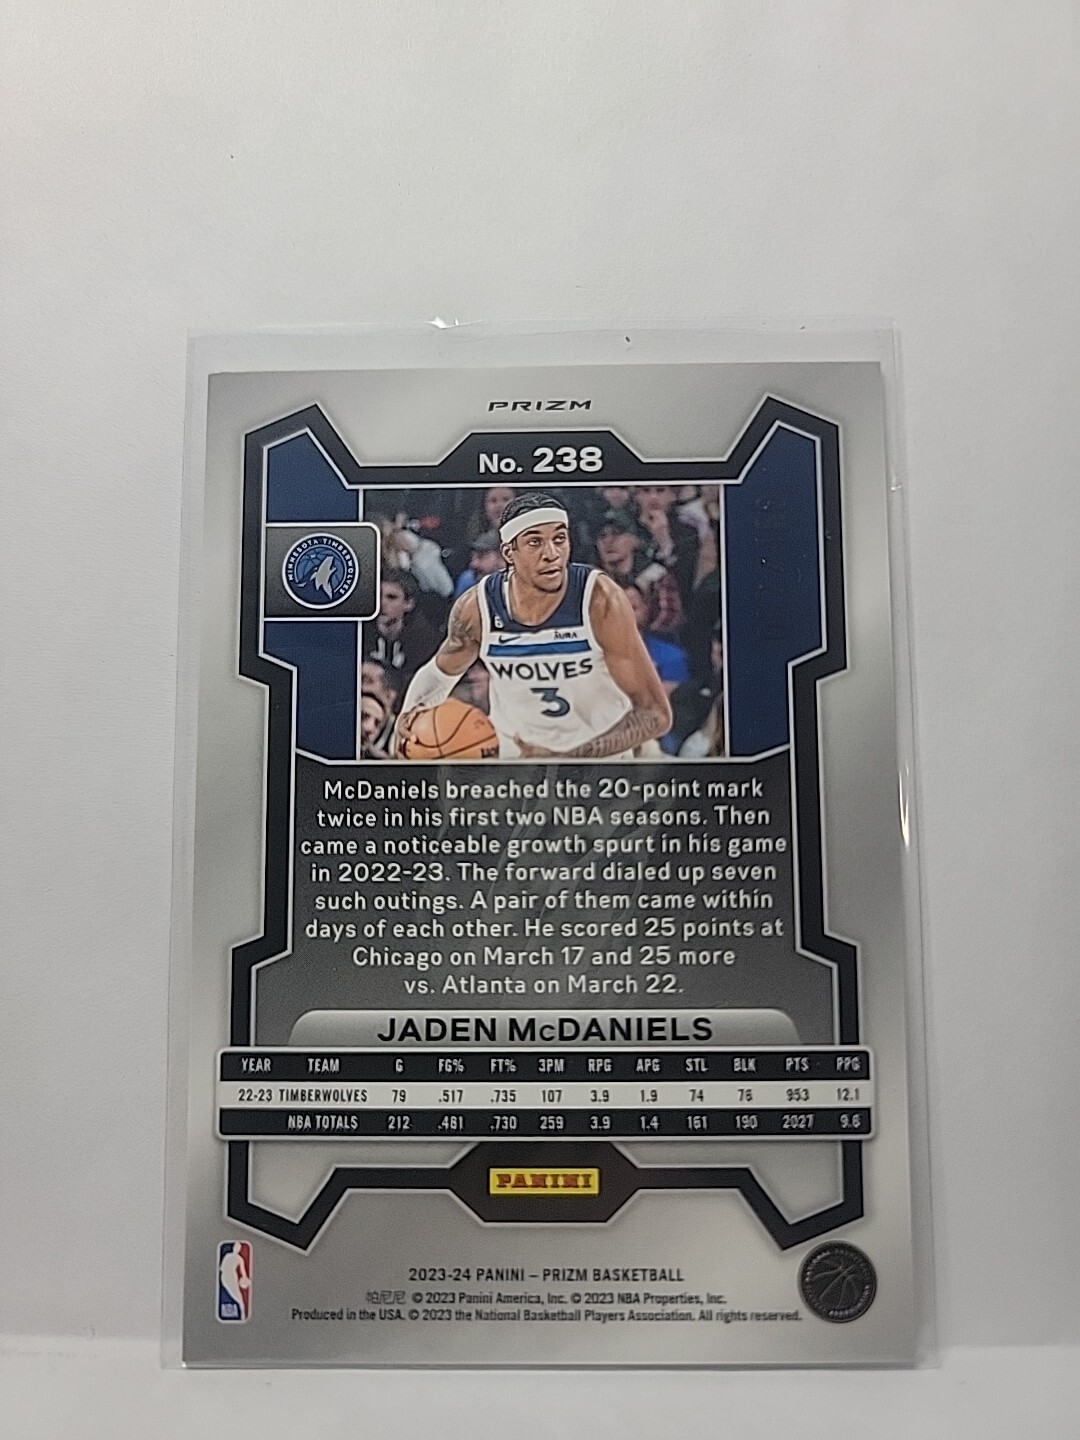 PRIZM
No. 238
MINNESOTA TIMBERWOLVES
6
AURA
WOLVES
3
McDaniels breached the 20-point mark
twice in his first two NBA seasons. Then
came a noticeable growth spurt in his game
in 2022-23. The forward dialed up seven
such outings. A pair of them came within
days of each other. He scored 25 points at
Chicago on March 17 and 25 more
vs. Atlanta on March 22.
JADEN McDANIELS
YEAR TEAM G FG% FT% 3PM RPG APG STL BLK PTS PPG
22-23 TIMBERWOLVES 79 .517 .735 107 3.9 1.9 74 76 953 12.1
NBA TOTALS 212 .481 .730 259 3.9 1.4 161 190 2027 9.6
PANINI
NBA
2023-24 PANINI – PRIZM BASKETBALL
帕尼尼 © 2023 Panini America, Inc. © 2023 NBA Properties, Inc.
Produced in the USA. © 2023 the National Basketball Players Association. All rights reserved.